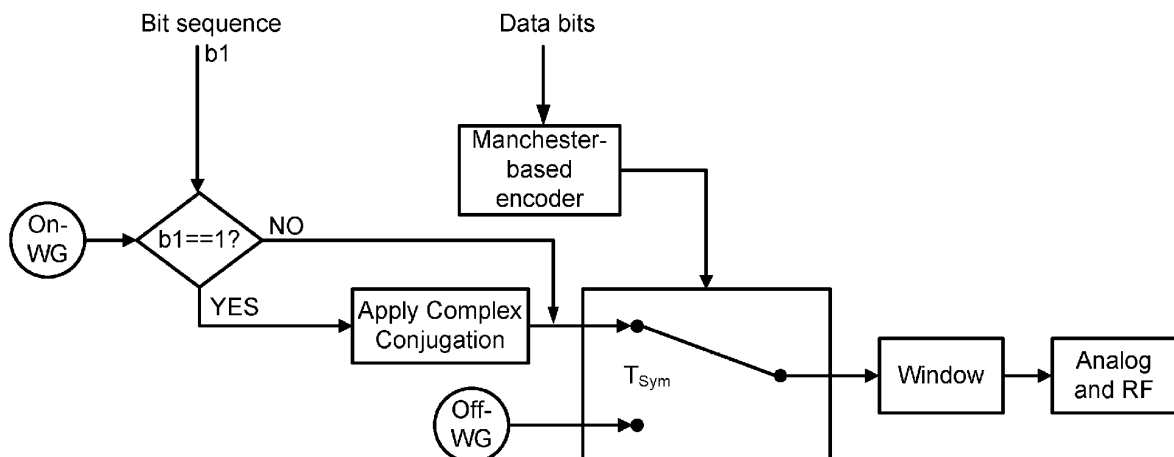 Bit sequence
b1
Data bits
Manchester-
based
encoder
On-
WG
b1==1?
NO
YES
Apply Complex
Conjugation
T_Sym
Off-
WG
Window
Analog
and RF